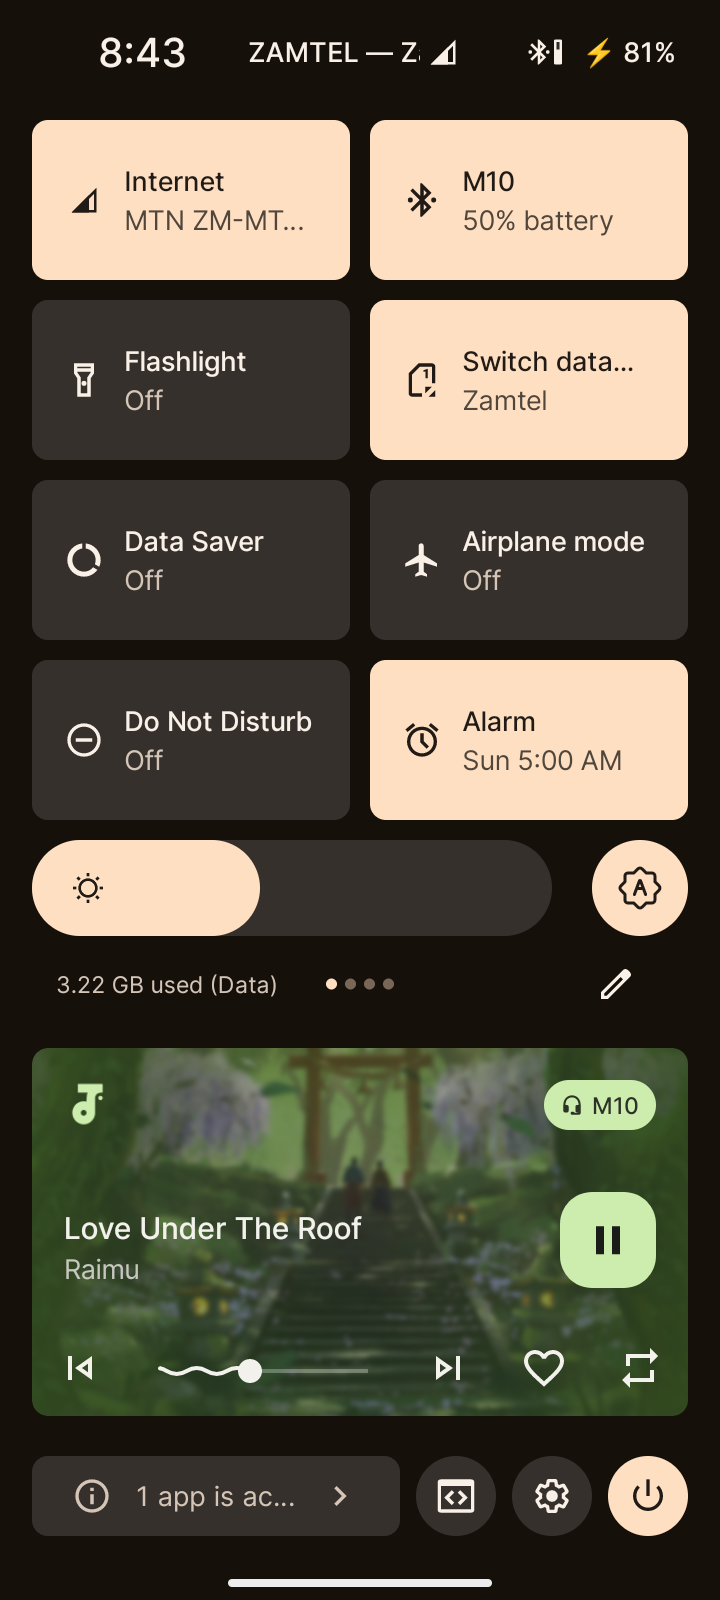 8:43 ZAMTEL — Z ⚡ 81%
Internet
MTN ZM-MT...
M10
50% battery
Flashlight
Off
Switch data...
Zamtel
Data Saver
Off
Airplane mode
Off
Do Not Disturb
Off
Alarm
Sun 5:00 AM
3.22 GB used (Data)
M10
Love Under The Roof
Raimu
1 app is ac...